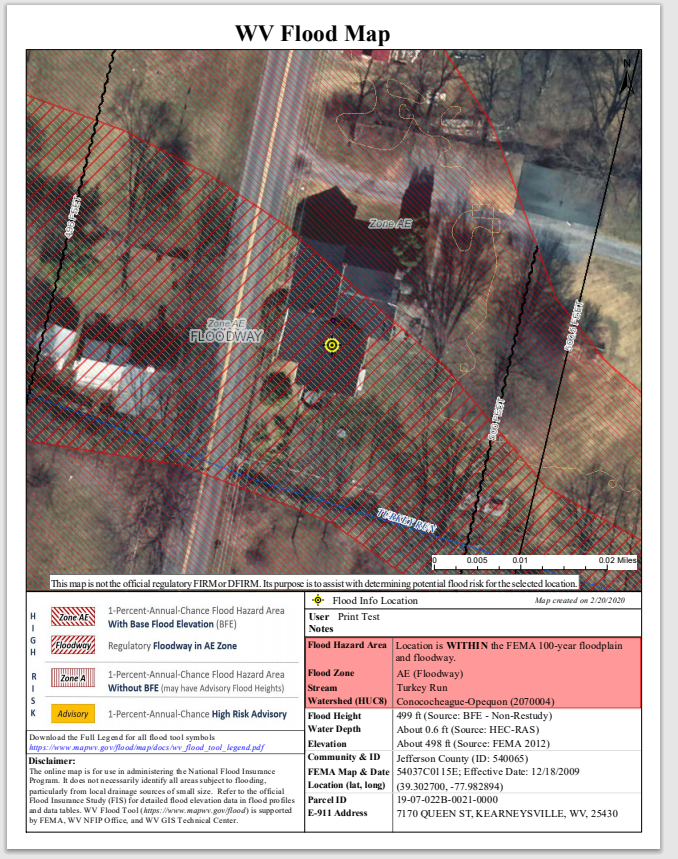 WV Flood Map
N
Zone AE
Zone AE
FLOODWAY
TURKEY RUN
0 0.005 0.01 0.02 Miles
This map is not the official regulatory FIRM or DFIRM. Its purpose is to assist with determining potential flood risk for the selected location.
HIGH
RISK
Zone AE
1-Percent-Annual-Chance Flood Hazard Area
With Base Flood Elevation (BFE)
Floodway
Regulatory Floodway in AE Zone
Zone A
1-Percent-Annual-Chance Flood Hazard Area
Without BFE (may have Advisory Flood Heights)
Advisory
1-Percent-Annual-Chance High Risk Advisory
Download the Full Legend for all flood tool symbols
https://www.mapwv.gov/flood/map/docs/wv_flood_tool_legend.pdf
Disclaimer:
The online map is for use in administering the National Flood Insurance
Program. It does not necessarily identify all areas subject to flooding,
particularly from local drainage sources of small size. Refer to the official
Flood Insurance Study (FIS) for detailed flood elevation data in flood profiles
and data tables. WV Flood Tool (https://www.mapwv.gov/flood) is supported
by FEMA, WV NFIP Office, and WV GIS Technical Center.
Flood Info Location
Map created on 2/20/2020
User Notes Print Test
Flood Hazard Area Location is WITHIN the FEMA 100-year floodplain
and floodway.
Flood Zone AE (Floodway)
Stream Turkey Run
Watershed (HUC8) Conococheague-Opequon (2070004)
Flood Height 499 ft (Source: BFE - Non-Restudy)
Water Depth About 0.6 ft (Source: HEC-RAS)
Elevation About 498 ft (Source: FEMA 2012)
Community & ID Jefferson County (ID: 540065)
FEMA Map & Date 54037C0115E; Effective Date: 12/18/2009
Location (lat, long) (39.302700, -77.982894)
Parcel ID 19-07-022B-0021-0000
E-911 Address 7170 QUEEN ST, KEARNEYSVILLE, WV, 25430